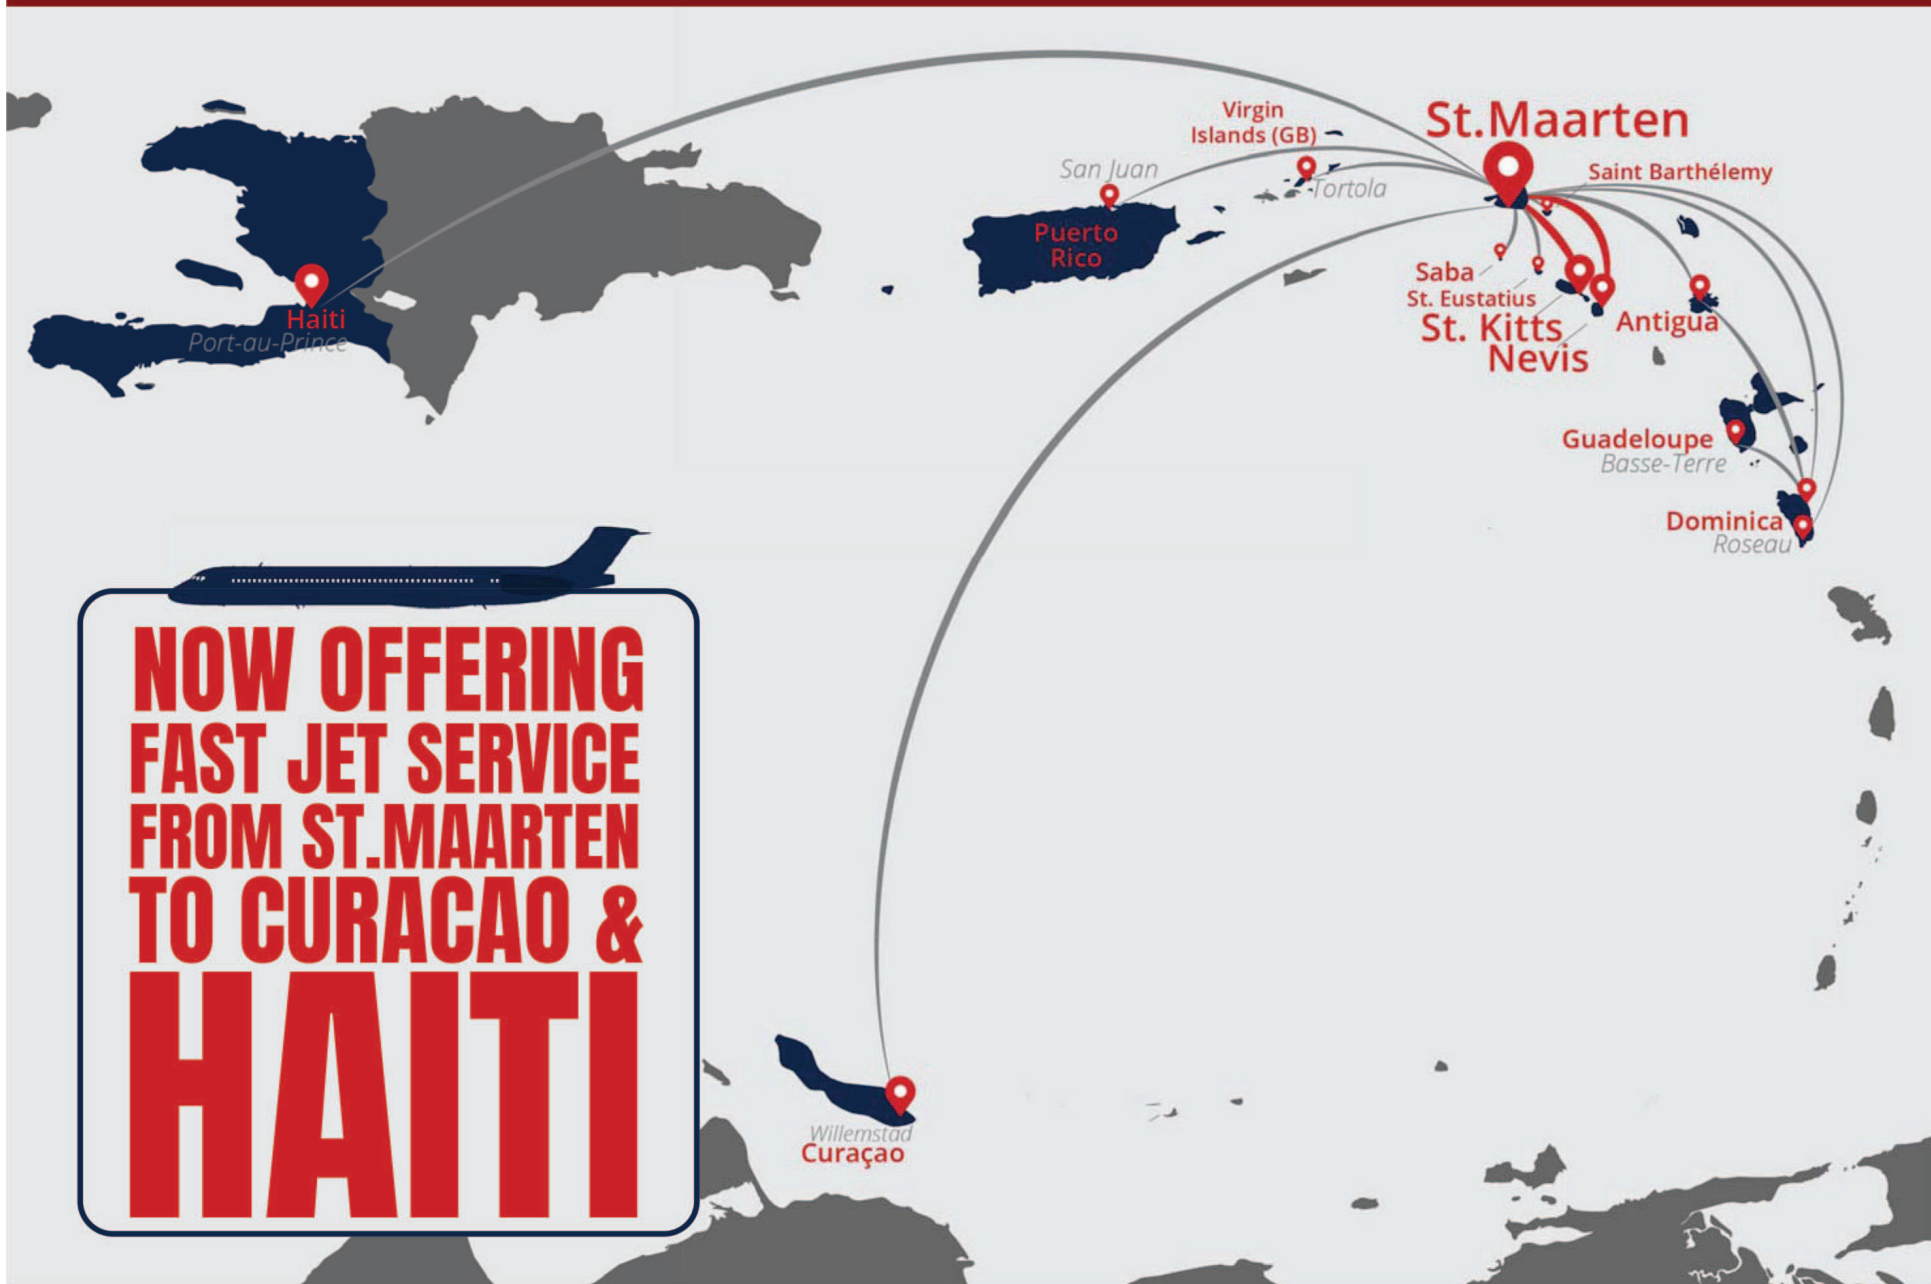 St.Maarten
Virgin
Islands (GB)
San Juan
Tortola
Saint Barthélemy
Puerto
Rico
Saba
St. Eustatius
St. Kitts
Nevis
Antigua
Haiti
Port-au-Prince
Guadeloupe
Basse-Terre
Dominica
Roseau
NOW OFFERING
FAST JET SERVICE
FROM ST.MAARTEN
TO CURACAO &
HAITI
Willemstad
Curaçao